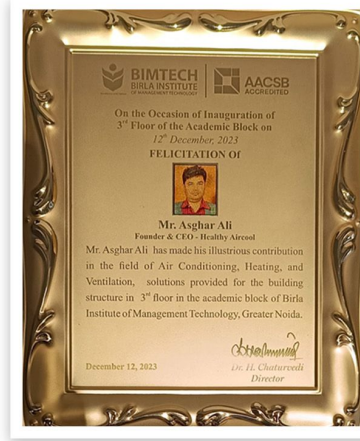 BIMTECH
BIRLA INSTITUTE
OF MANAGEMENT TECHNOLOGY
AACSB
ACCREDITED
On the Occasion of Inauguration of
3rd Floor of the Academic Block on
12th December, 2023
FELICITATION Of
Mr. Asghar Ali
Founder & CEO - Healthy Aircool
Mr. Asghar Ali has made his illustrious contribution
in the field of Air Conditioning, Heating, and
Ventilation, solutions provided for the building
structure in 3rd floor in the academic block of Birla
Institute of Management Technology, Greater Noida.
December 12, 2023
Dr. H. Chaturvedi
Director